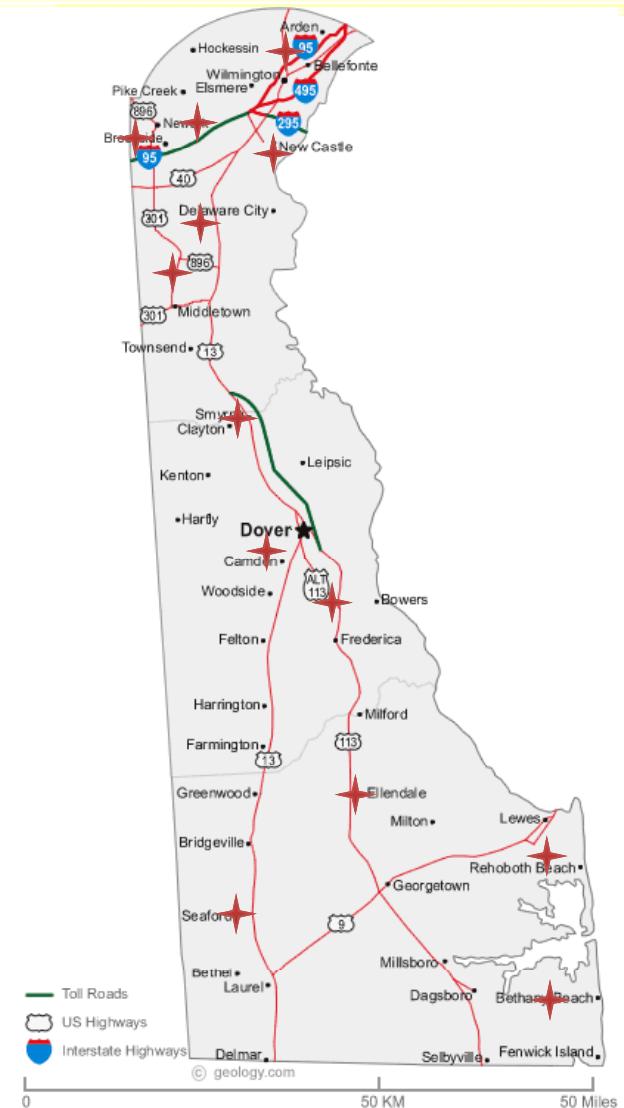 Arden
Hockessin
95
Bellefonte
Wilmington
Elsmere
Pike Creek
495
896
295
New Castle
95
40
301
Delaware City
896
301
Middletown
Townsend
13
Smyrna
Clayton
Leipsic
Kenton
Hartly
Dover
Camden
ALT
113
Woodside
Bowers
Felton
Frederica
Harrington
Milford
Farmington
113
13
Greenwood
Ellendale
Milton
Lewes
Bridgeville
Rehoboth Beach
Georgetown
Seaford
9
Millsboro
Bethel
Laurel
Dagsboro
Bethany Beach
Toll Roads
US Highways
Interstate Highways
Delmar
Selbyville
Fenwick Island
© geology.com
0
50 KM
50 Miles